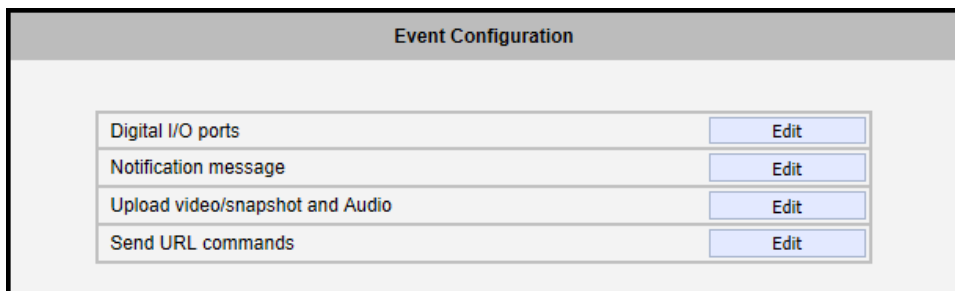 Event Configuration
Digital I/O ports Edit
Notification message Edit
Upload video/snapshot and Audio Edit
Send URL commands Edit